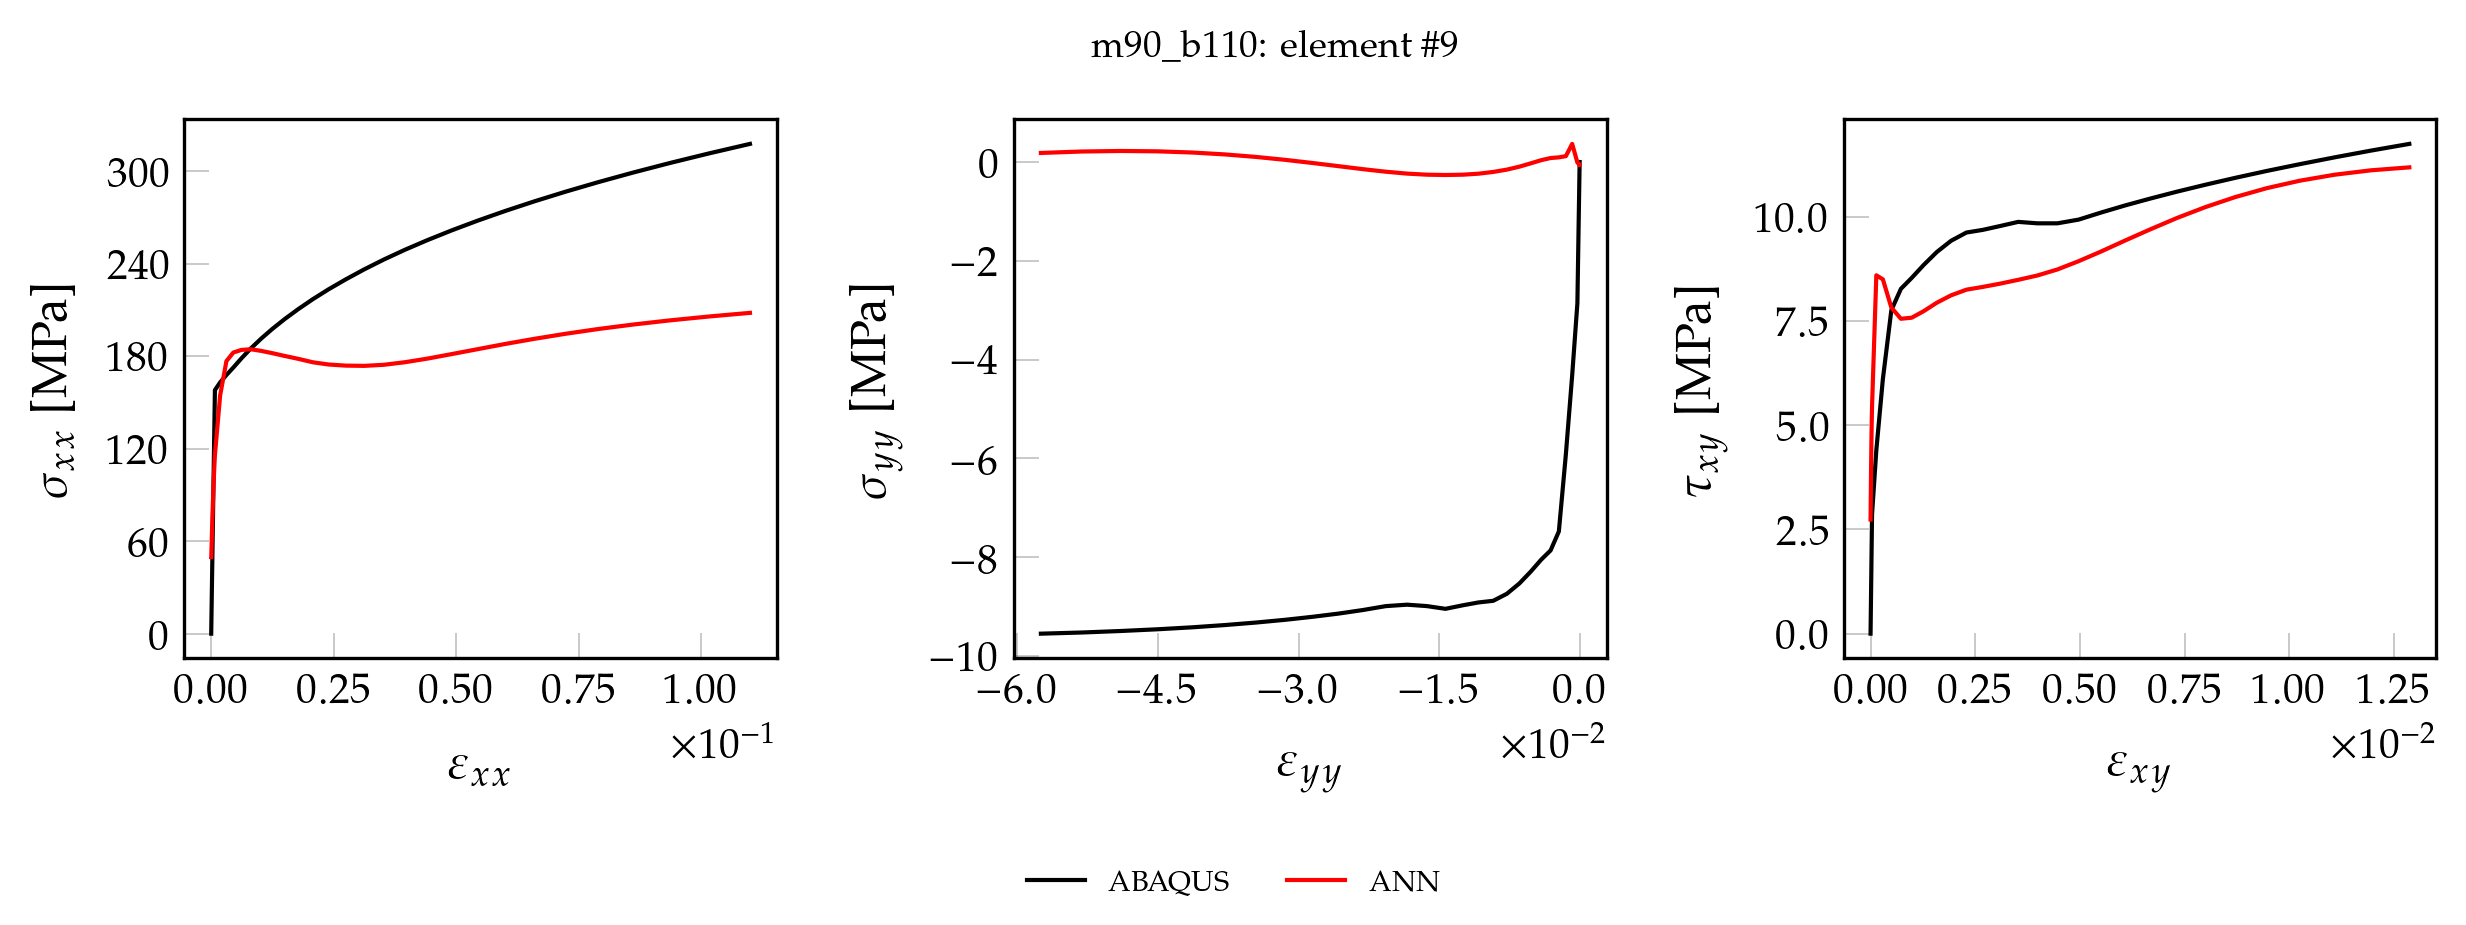 m90_b110: element #9
σxx [MPa]
300
240
180
120
60
0
0.00 0.25 0.50 0.75 1.00
×10⁻¹
εxx
σyy [MPa]
0
−2
−4
−6
−8
−10
−6.0 −4.5 −3.0 −1.5 0.0
×10⁻²
εyy
τxy [MPa]
10.0
7.5
5.0
2.5
0.0
0.00 0.25 0.50 0.75 1.00 1.25
×10⁻²
εxy
ABAQUS ANN